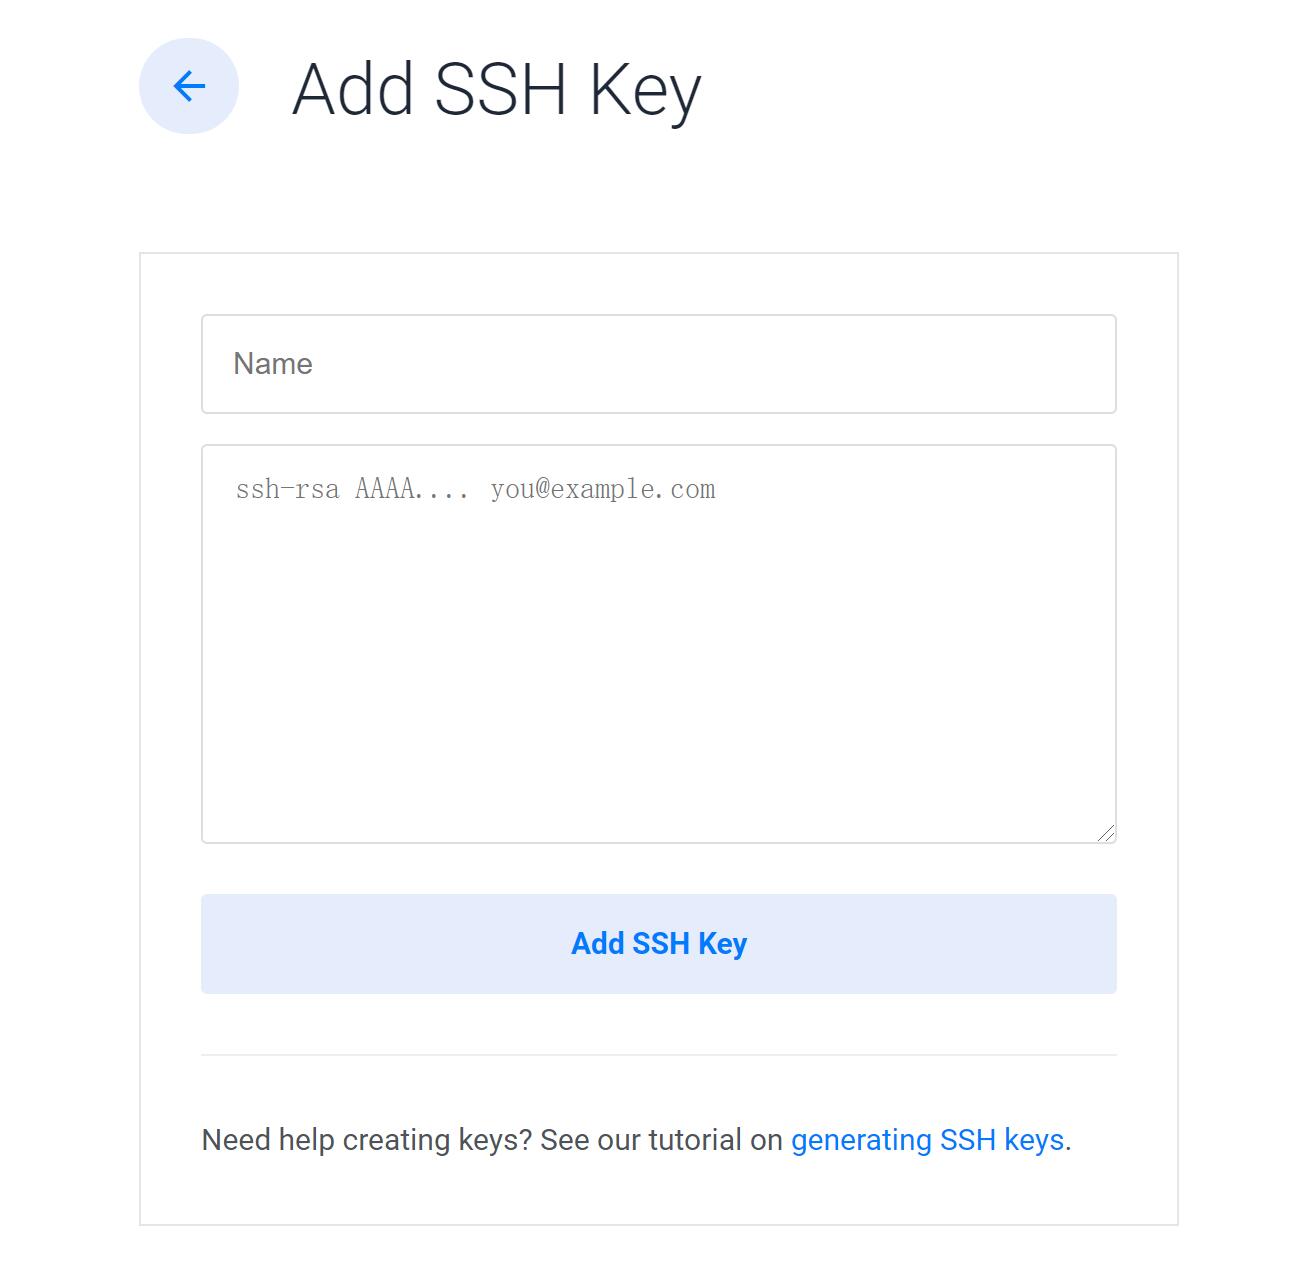 Add SSH Key
Name
ssh-rsa AAAA.... you@example.com
Add SSH Key
Need help creating keys? See our tutorial on generating SSH keys.